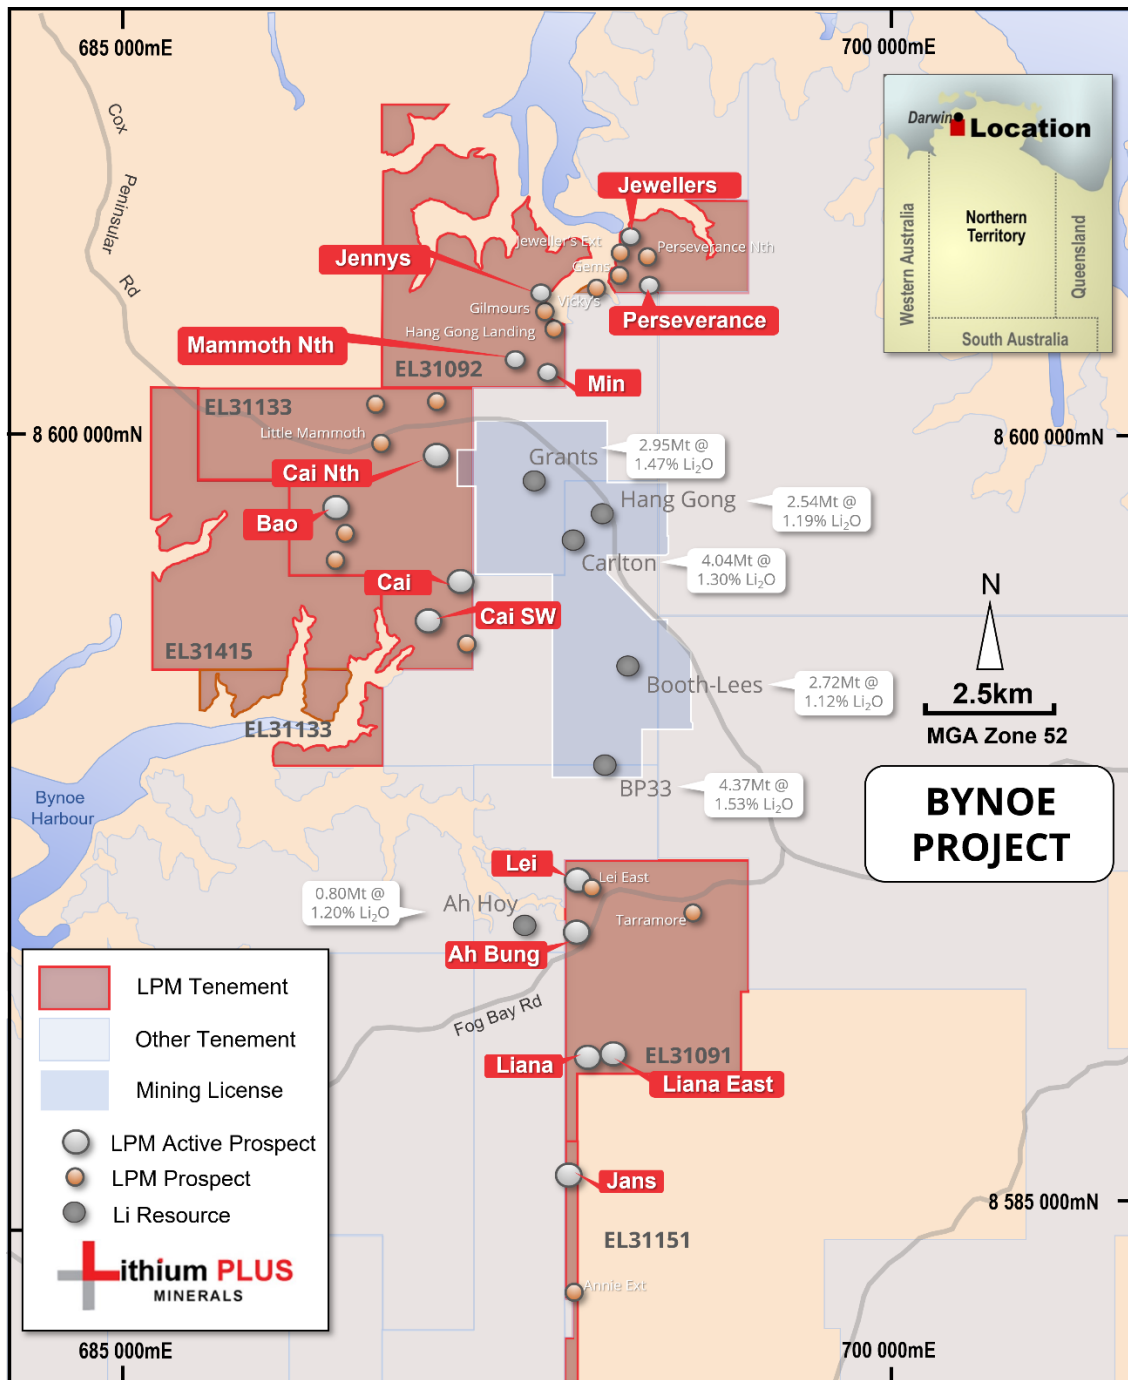 685 000mE
700 000mE
Cox Peninsular Rd
Darwin
Location
Western Australia
Northern
Territory
Queensland
South Australia
Jewellers
Jeweller's Ext
Perseverance Nth
Gems
Jennys
Vicky's
Gilmours
Perseverance
Hang Gong Landing
Mammoth Nth
EL31092
Min
EL31133
Little Mammoth
8 600 000mN
8 600 000mN
2.95Mt @
1.47% Li₂O
Grants
Cai Nth
Hang Gong
2.54Mt @
1.19% Li₂O
Bao
Carlton
4.04Mt @
1.30% Li₂O
Cai
Cai SW
N
EL31415
Booth-Lees
2.72Mt @
1.12% Li₂O
2.5km
MGA Zone 52
EL31133
BP33
4.37Mt @
1.53% Li₂O
Bynoe
Harbour
BYNOE
PROJECT
Lei
Lei East
0.80Mt @
1.20% Li₂O
Ah Hoy
Tarramore
Ah Bung
Fog Bay Rd
EL31091
Liana
Liana East
Jans
8 585 000mN
EL31151
Annie Ext
LPM Tenement
Other Tenement
Mining License
LPM Active Prospect
LPM Prospect
Li Resource
Lithium PLUS
MINERALS
685 000mE
700 000mE